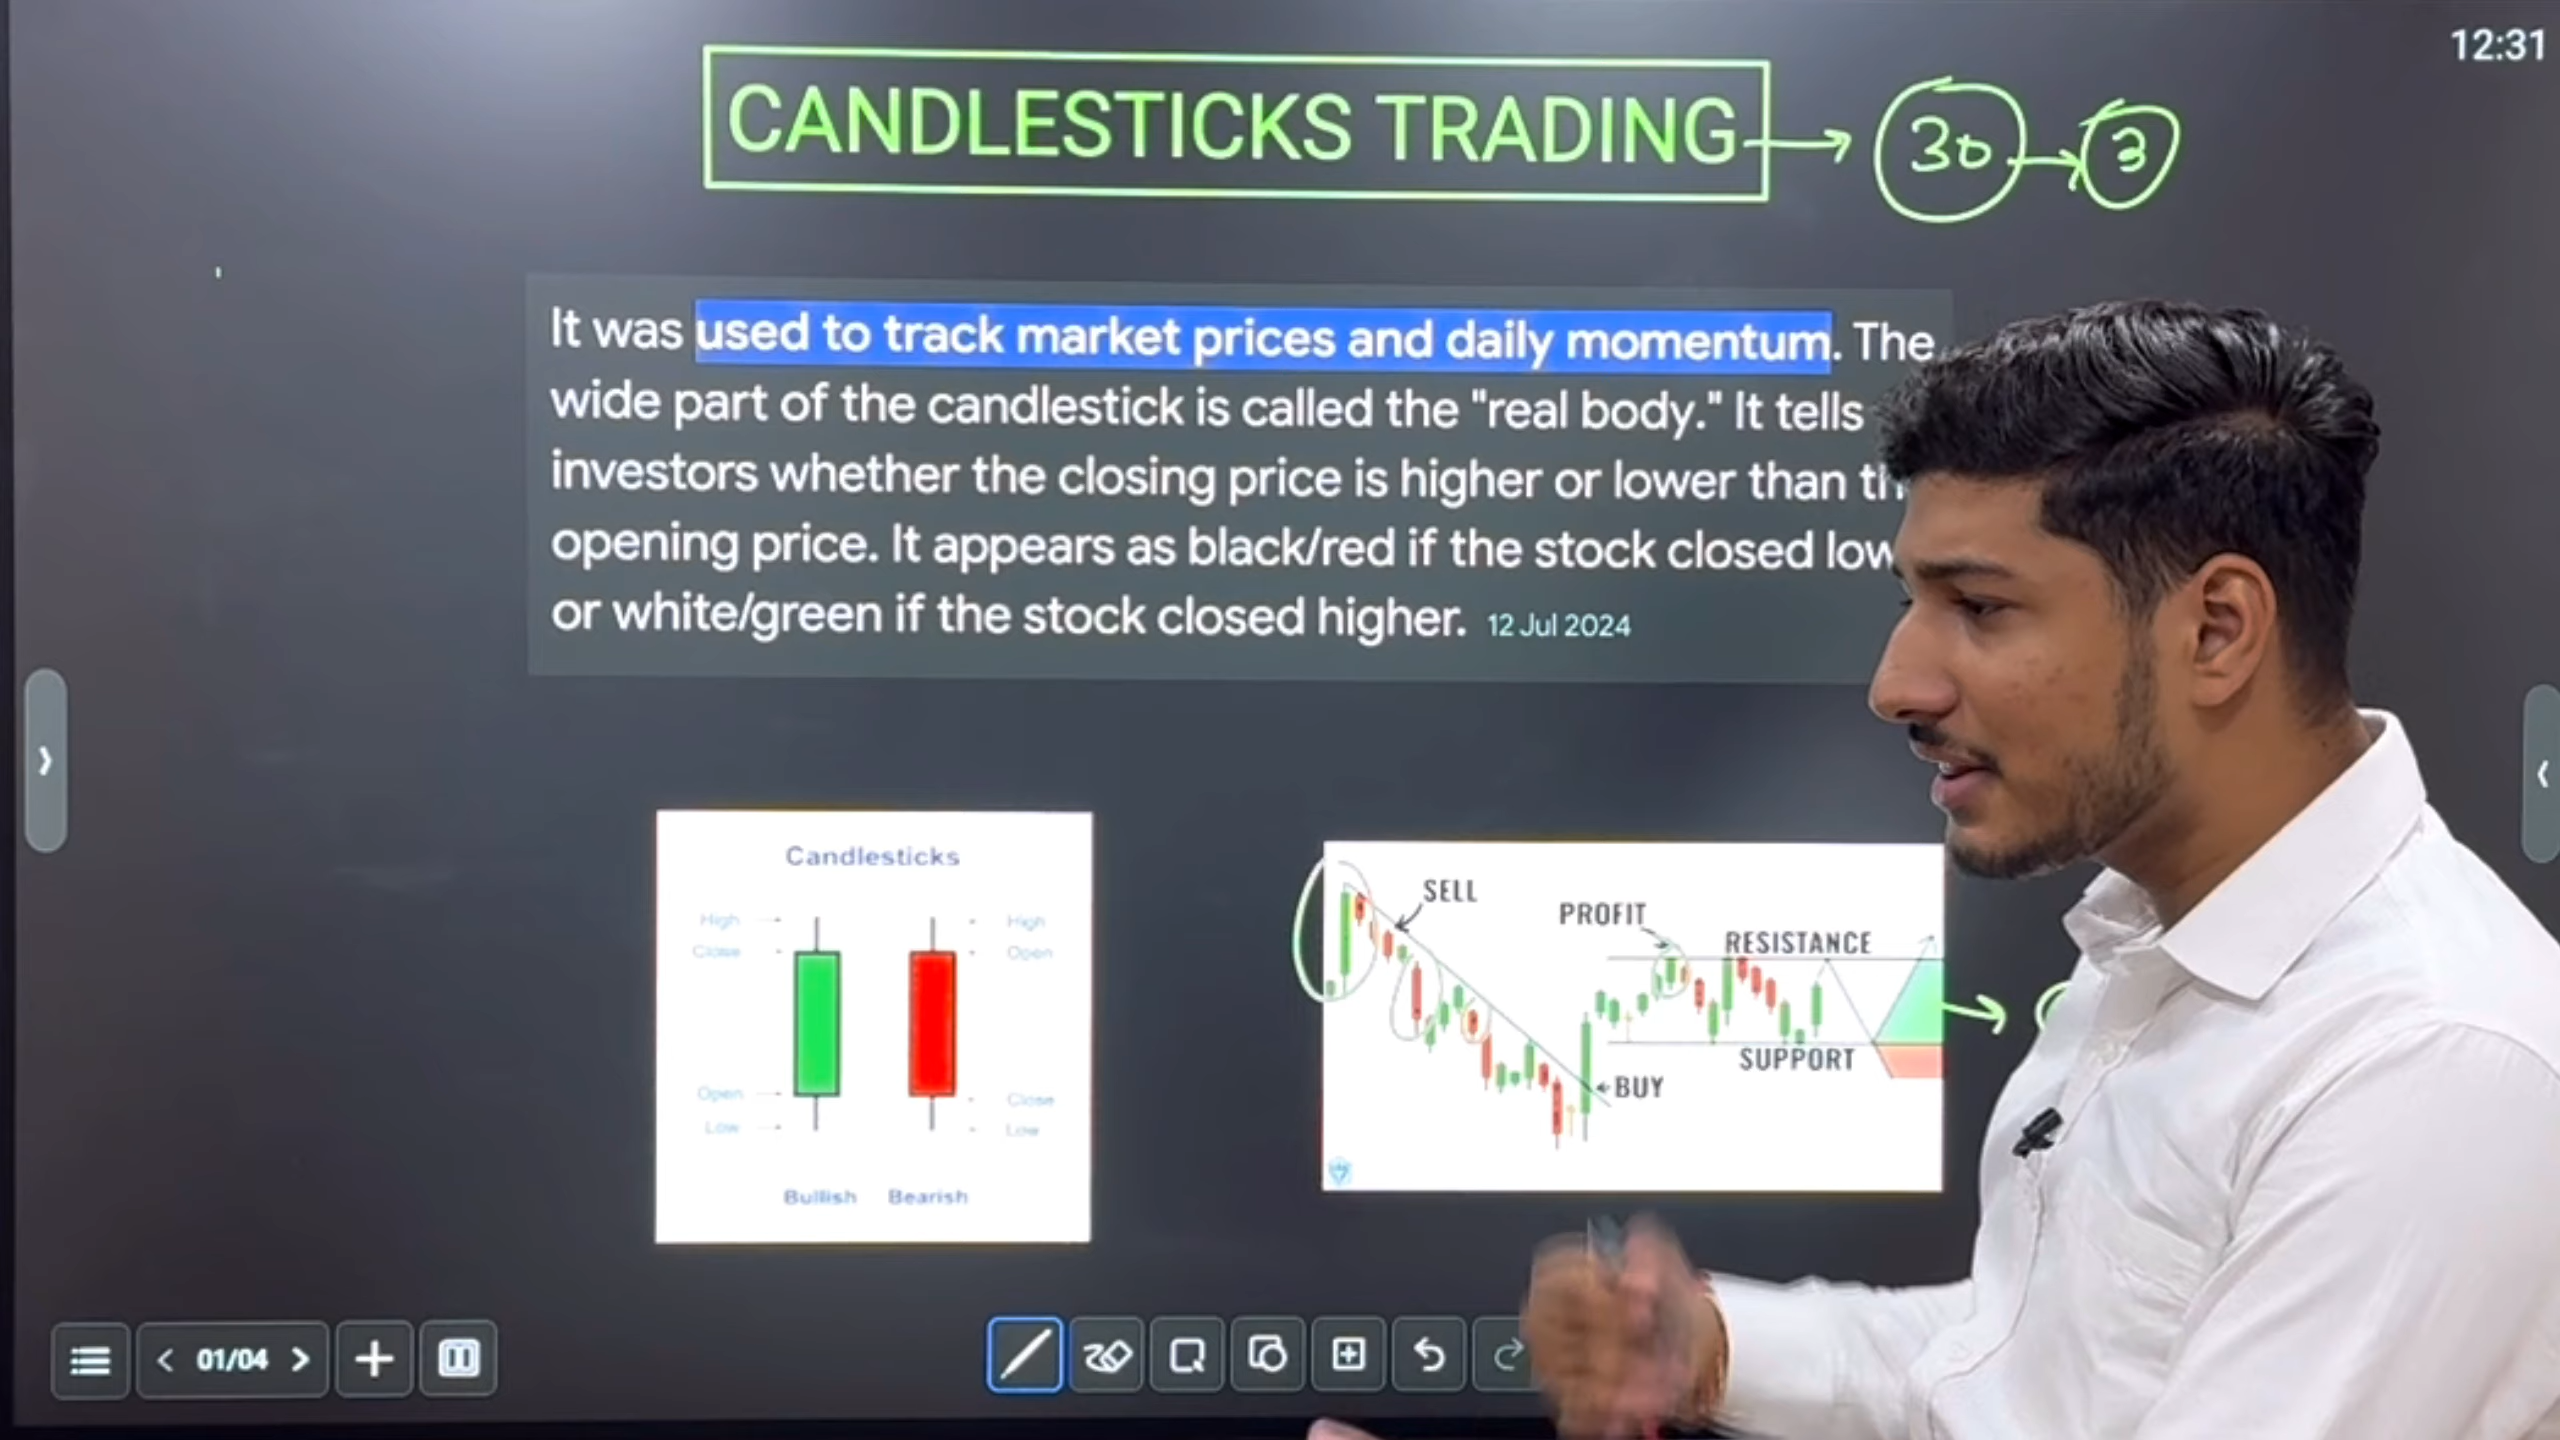 12:31
CANDLESTICKS TRADING
30
3
It was used to track market prices and daily momentum. The
wide part of the candlestick is called the "real body." It tells
investors whether the closing price is higher or lower than
opening price. It appears as black/red if the stock closed
or white/green if the stock closed higher. 12 Jul 2024
Candlesticks
High
High
Close
Open
Open
Close
Low
Low
Bullish Bearish
SELL
PROFIT
RESISTANCE
SUPPORT
BUY
01/04